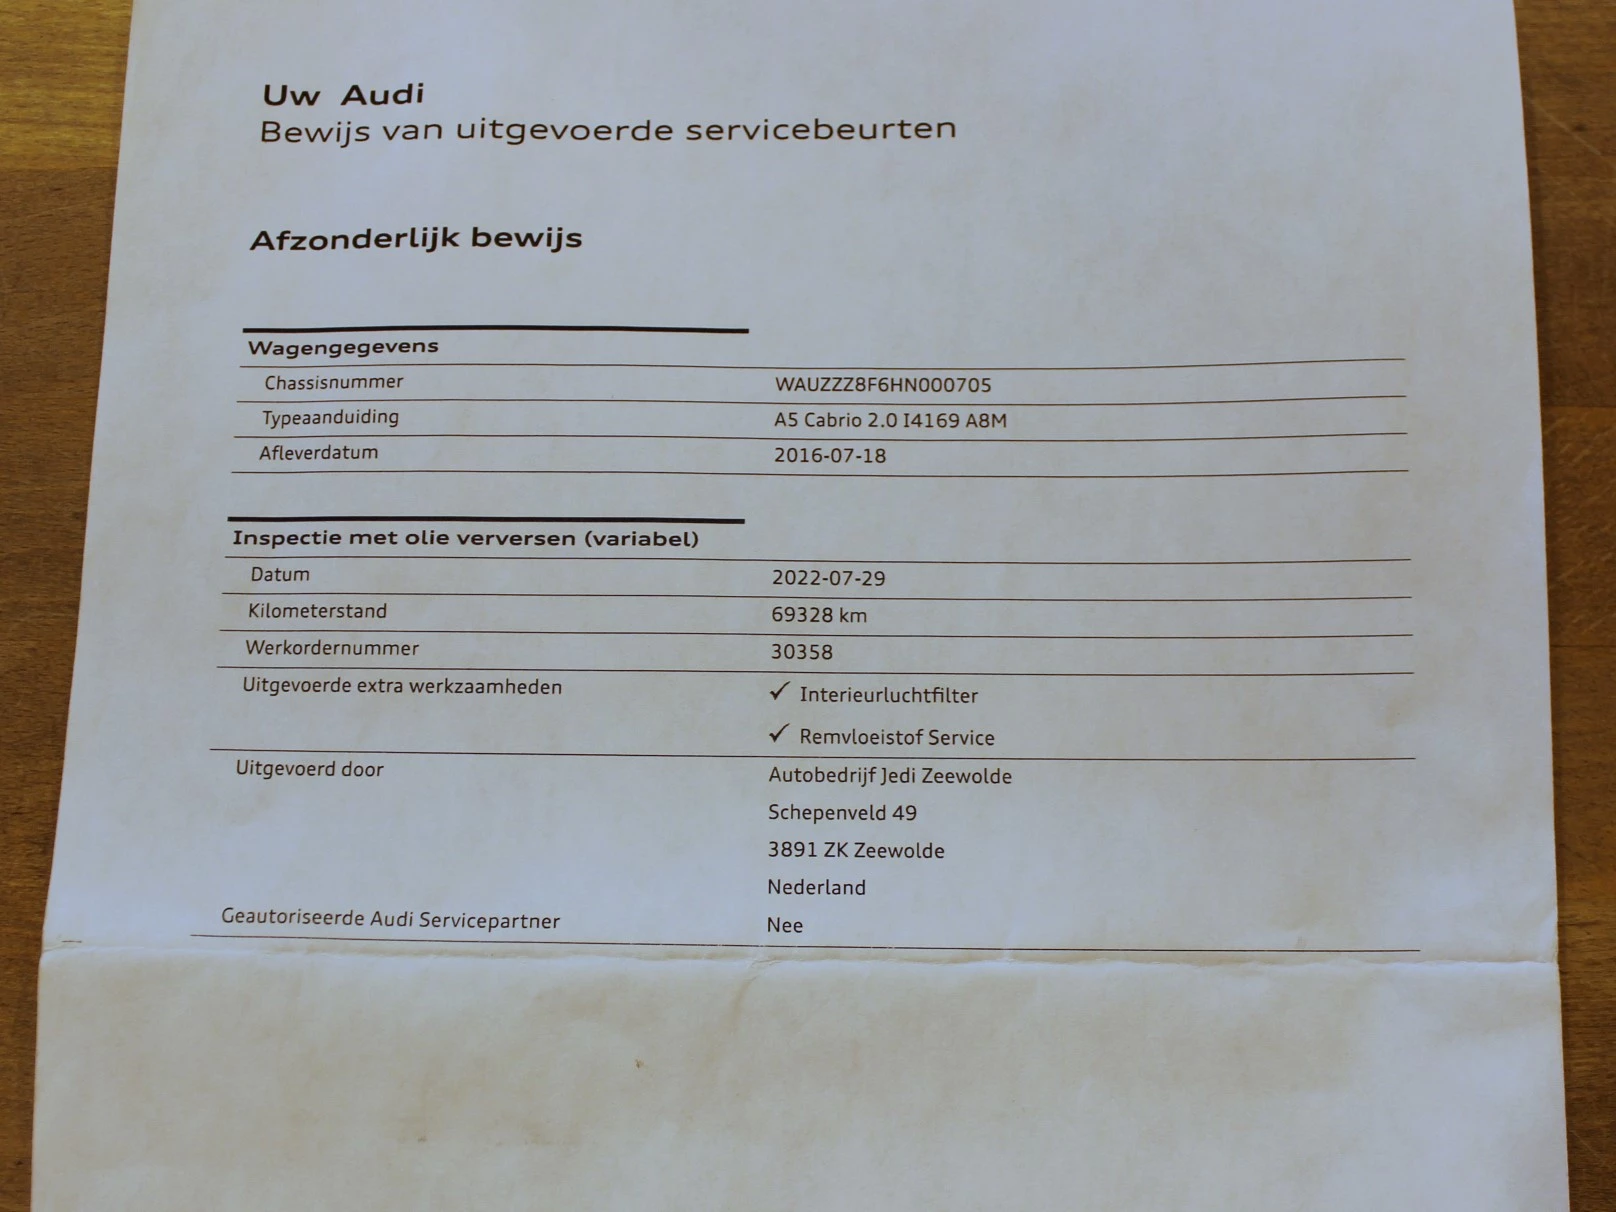 Uw Audi
Bewijs van uitgevoerde servicebeurten
Afzonderlijk bewijs
Wagengegevens
Chassisnummer WAUZZZ8F6HN000705
Typeaanduiding A5 Cabrio 2.0 I4169 A8M
Afleverdatum 2016-07-18
Inspectie met olie verversen (variabel)
Datum 2022-07-29
Kilometerstand 69328 km
Werkordernummer 30358
Uitgevoerde extra werkzaamheden ✓ Interieurluchtfilter
✓ Remvloeistof Service
Uitgevoerd door Autobedrijf Jedi Zeewolde
Schepenveld 49
3891 ZK Zeewolde
Nederland
Geautoriseerde Audi Servicepartner Nee